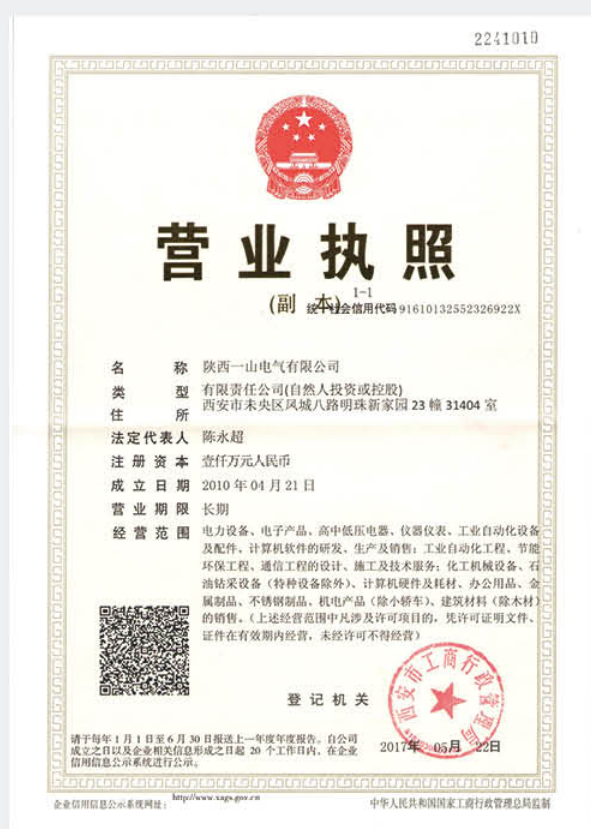 2241010
营业执照
(副 本) 1-1
统一社会信用代码 91610132552326922X
名 称 陕西一山电气有限公司
类 型 有限责任公司(自然人投资或控股)
住 所 西安市未央区凤城八路明珠新家园 23 幢 31404 室
法定代表人 陈永超
注册资本 壹仟万元人民币
成立日期 2010 年 04 月 21 日
营业期限 长期
经营范围 电力设备、电子产品、高中低压电器、仪器仪表、工业自动化设备
及配件、计算机软件的研发、生产及销售；工业自动化工程、节能
环保工程、通信工程的设计、施工及技术服务；化工机械设备、石
油钻采设备（特种设备除外）、计算机硬件及耗材、办公用品、金
属制品、不锈钢制品、机电产品（除小轿车）、建筑材料（除木材）
的销售。（上述经营范围中凡涉及许可项目的，凭许可证明文件、
证件在有效期内经营，未经许可不得经营）
登记机关
西安市工商行政管理局
2017年 05月 22日
请于每年 1 月 1 日至 6 月 30 日报送上一年度年度报告。自公司
成立之日以及企业相关信息形成之日起 20 个工作日内、在企业
信用信息公示系统进行公示。
企业信用信息公示系统网址： http://www.xags.gov.cn
中华人民共和国国家工商行政管理总局监制